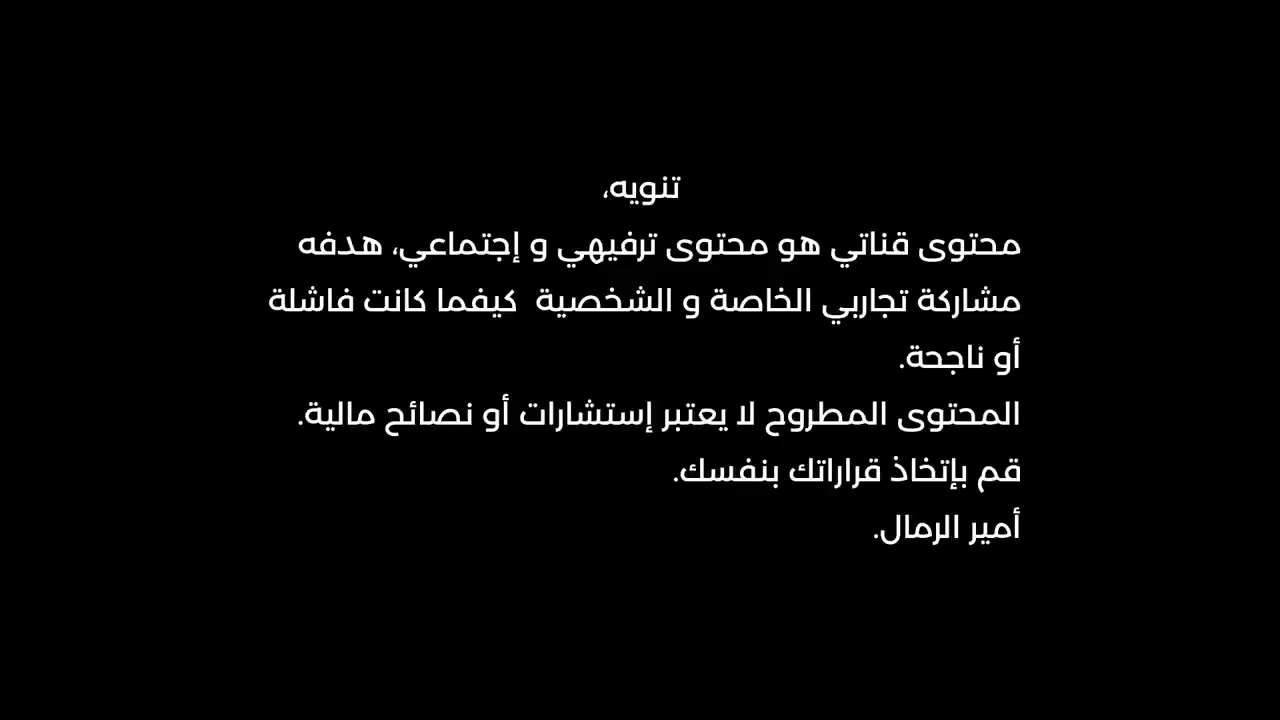 تنويه،
محتوى قناتي هو محتوى ترفيهي و إجتماعي، هدفه
مشاركة تجاربي الخاصة و الشخصية  كيفما كانت فاشلة
أو ناجحة.
المحتوى المطروح لا يعتبر إستشارات أو نصائح مالية.
قم بإتخاذ قراراتك بنفسك.
أمير الرمال.